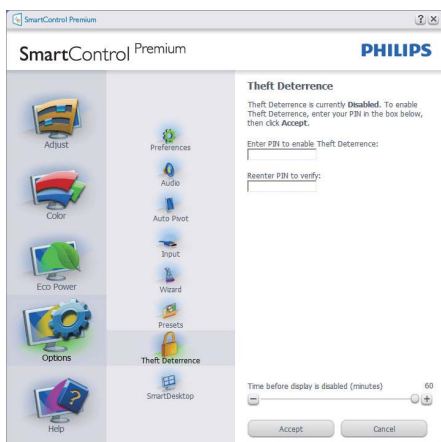 SmartControl Premium
SmartControl Premium
PHILIPS
Adjust
Color
Eco Power
Options
Help
Preferences
Audio
Auto Pivot
Input
Wizard
Presets
Theft Deterrence
SmartDesktop
Theft Deterrence
Theft Deterrence is currently Disabled. To enable
Theft Deterrence, enter your PIN in the box below,
then click Accept.
Enter PIN to enable Theft Deterrence:
Reenter PIN to verify:
Time before display is disabled (minutes) 60
Accept Cancel